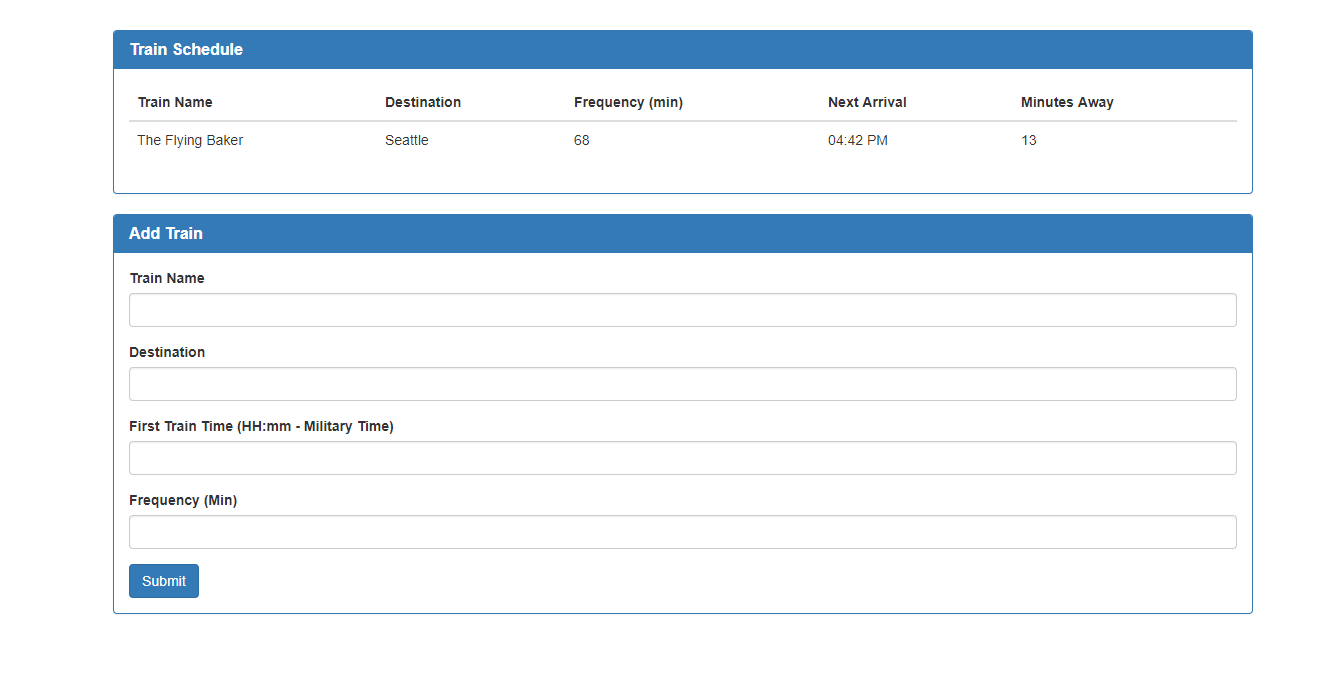 Train Schedule
Train Name Destination Frequency (min) Next Arrival Minutes Away
The Flying Baker Seattle 68 04:42 PM 13
Add Train
Train Name
Destination
First Train Time (HH:mm - Military Time)
Frequency (Min)
Submit